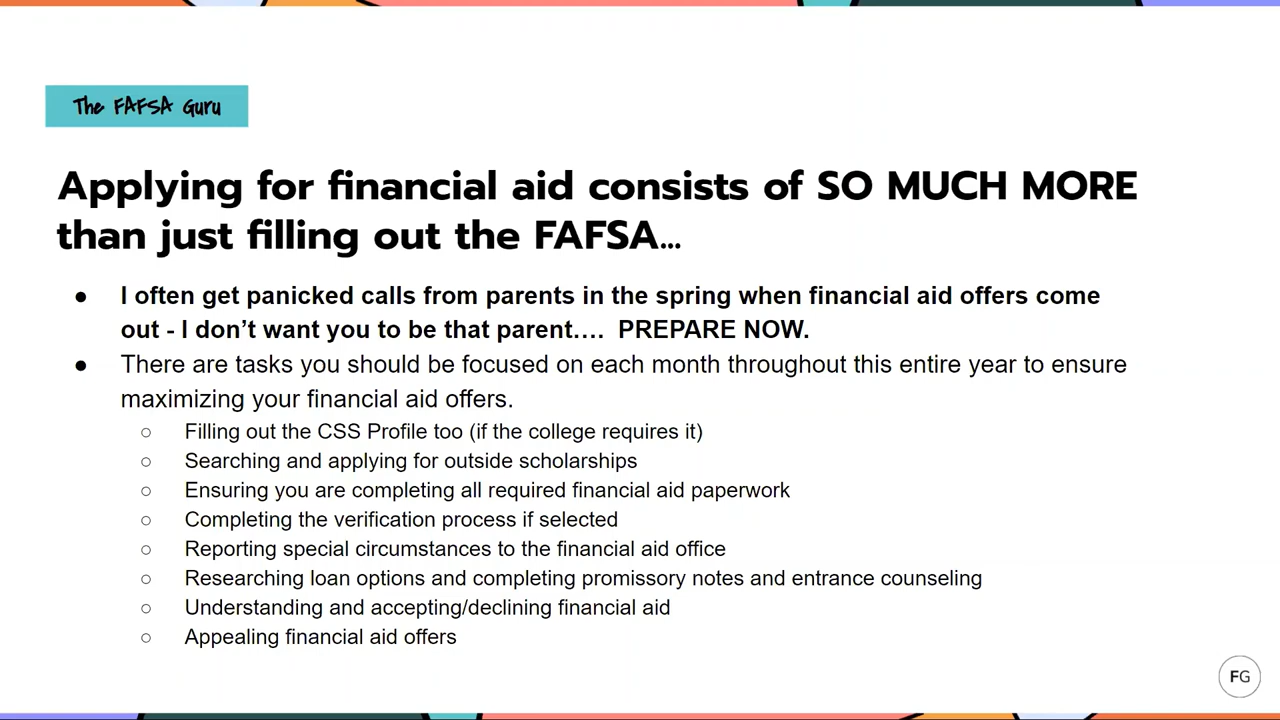 The FAFSA Guru
Applying for financial aid consists of SO MUCH MORE
than just filling out the FAFSA...
● I often get panicked calls from parents in the spring when financial aid offers come
out - I don’t want you to be that parent…. PREPARE NOW.
● There are tasks you should be focused on each month throughout this entire year to ensure
maximizing your financial aid offers.
○ Filling out the CSS Profile too (if the college requires it)
○ Searching and applying for outside scholarships
○ Ensuring you are completing all required financial aid paperwork
○ Completing the verification process if selected
○ Reporting special circumstances to the financial aid office
○ Researching loan options and completing promissory notes and entrance counseling
○ Understanding and accepting/declining financial aid
○ Appealing financial aid offers
FG